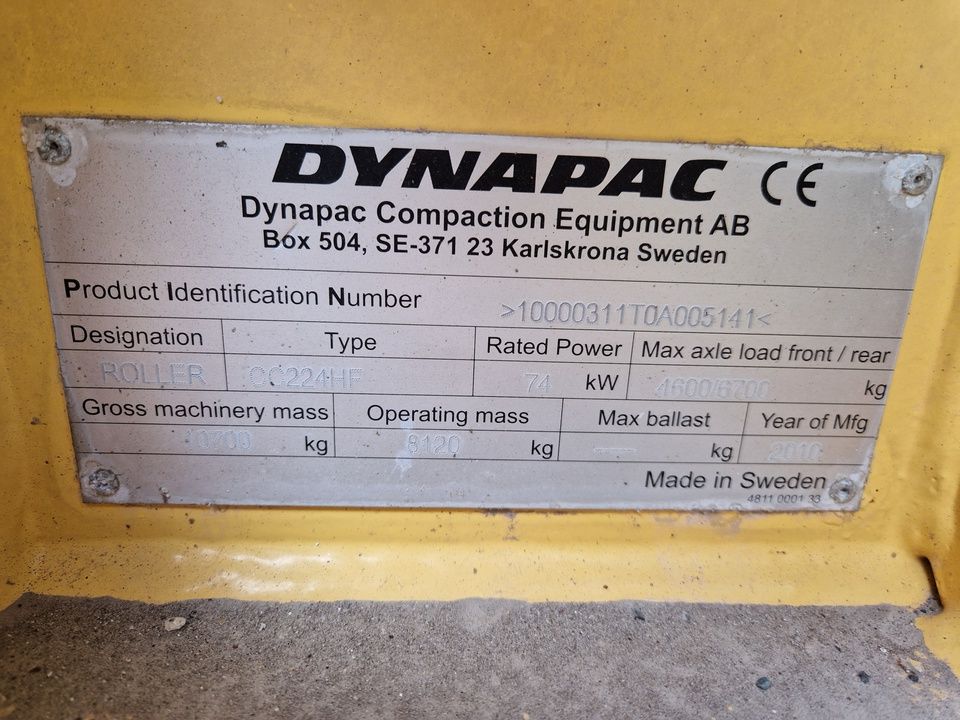 DYNAPAC CE
Dynapac Compaction Equipment AB
Box 504, SE-371 23 Karlskrona Sweden
Product Identification Number >10000311T0A005141<
Designation Type Rated Power Max axle load front / rear
ROLLER CC224HF 74 kW 4600/6700 kg
Gross machinery mass Operating mass Max ballast Year of Mfg
10700 kg 8120 kg ---- kg 2010
Made in Sweden
4811 0001 33